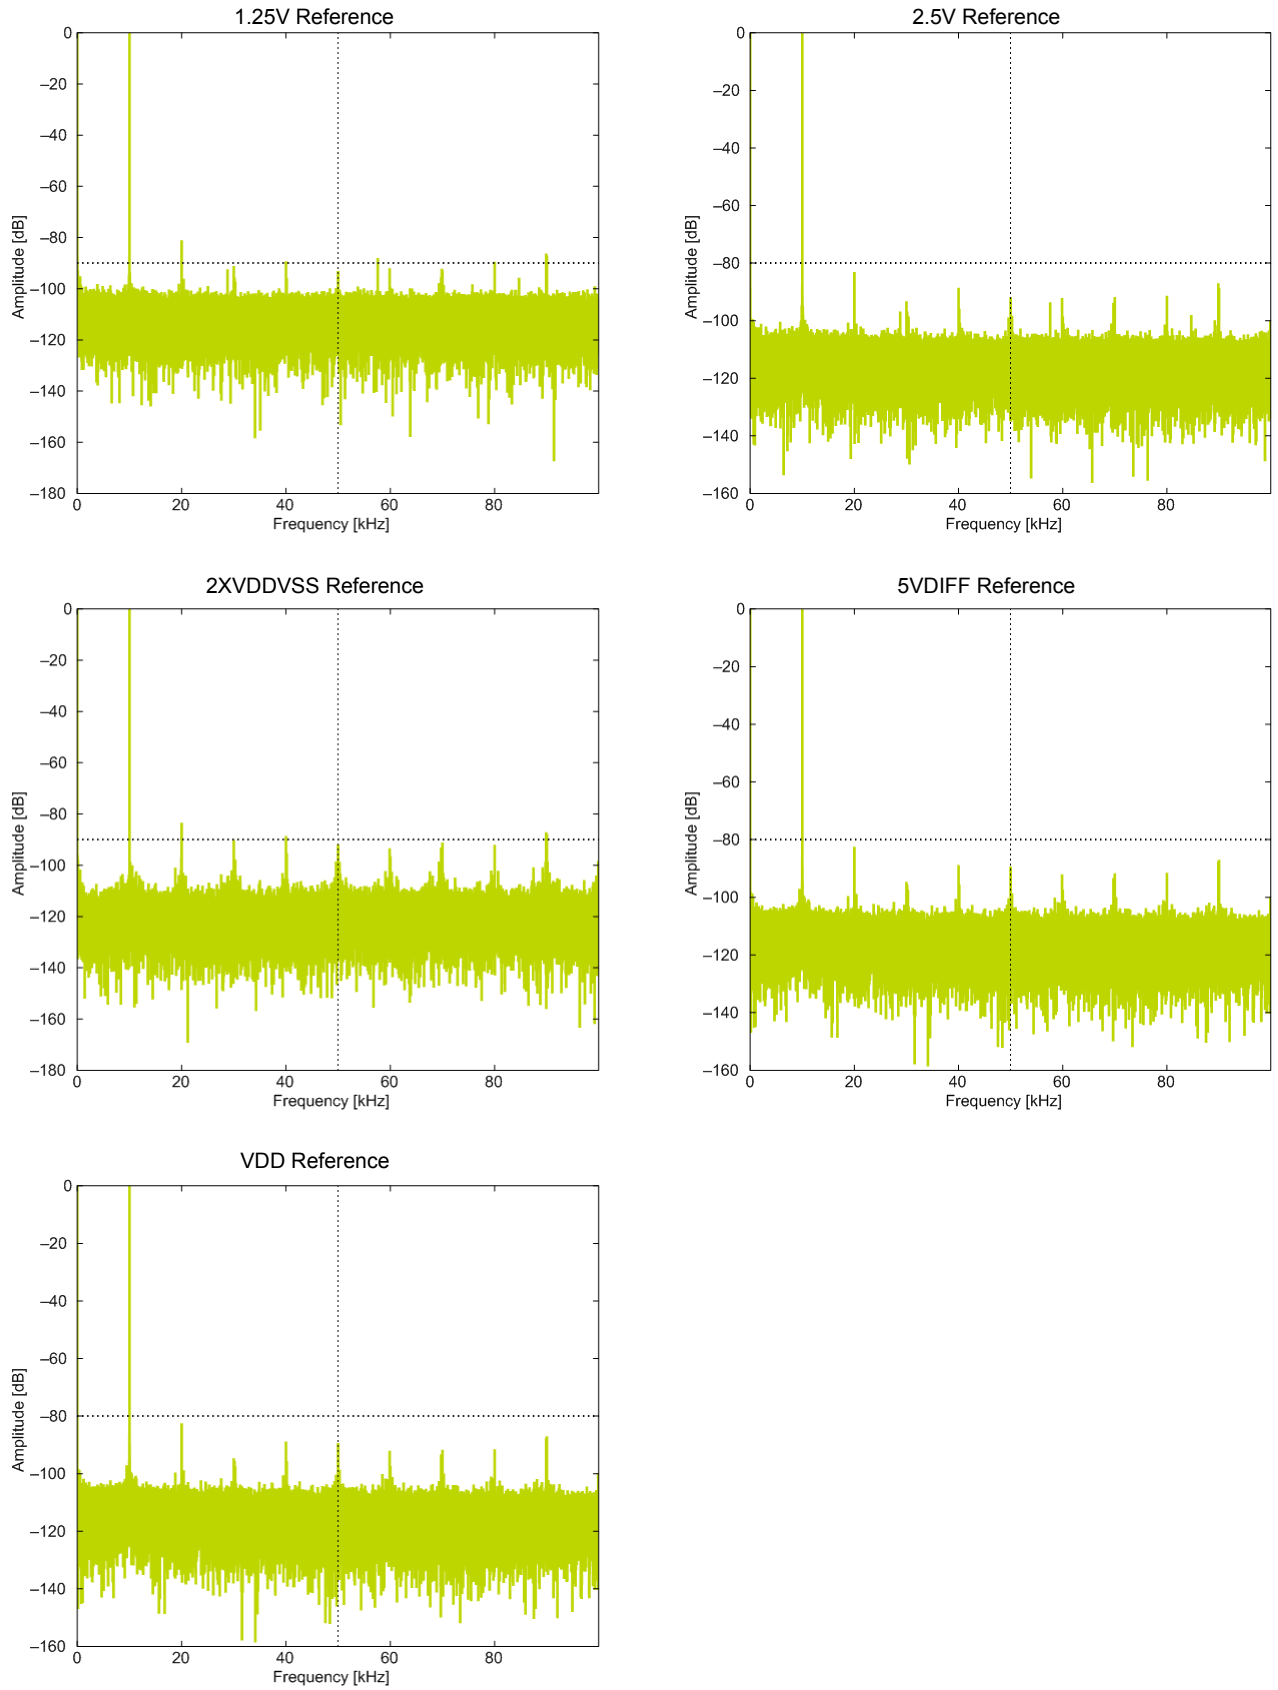 1.25V Reference
0
–20
–40
–60
–80
–100
–120
–140
–160
–180
Amplitude [dB]
0 20 40 60 80
Frequency [kHz]
2.5V Reference
0
–20
–40
–60
–80
–100
–120
–140
–160
Amplitude [dB]
0 20 40 60 80
Frequency [kHz]
2XVDDVSS Reference
0
–20
–40
–60
–80
–100
–120
–140
–160
–180
Amplitude [dB]
0 20 40 60 80
Frequency [kHz]
5VDIFF Reference
0
–20
–40
–60
–80
–100
–120
–140
–160
Amplitude [dB]
0 20 40 60 80
Frequency [kHz]
VDD Reference
0
–20
–40
–60
–80
–100
–120
–140
–160
Amplitude [dB]
0 20 40 60 80
Frequency [kHz]